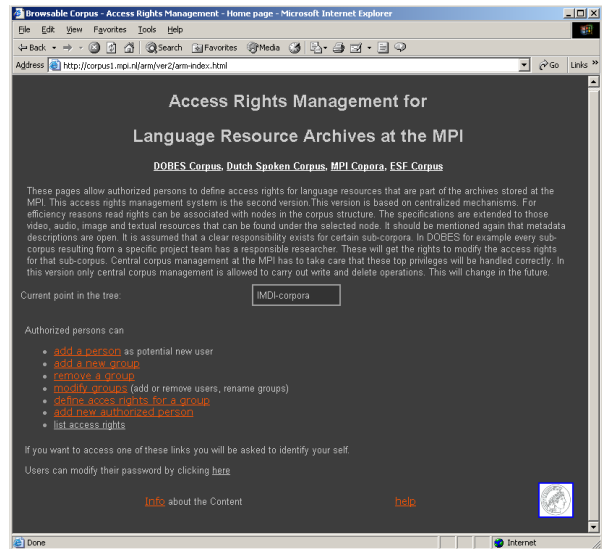 Browsable Corpus - Access Rights Management - Home page - Microsoft Internet Explorer
File Edit View Favorites Tools Help
Back Search Favorites Media
Address http://corpus1.mpi.nl/arm/ver2/arm-index.html Go Links »
Access Rights Management for
Language Resource Archives at the MPI
DOBES Corpus, Dutch Spoken Corpus, MPI Copora, ESF Corpus
These pages allow authorized persons to define access rights for language resources that are part of the archives stored at the
MPI. This access rights management system is the second version.This version is based on centralized mechanisms. For
efficiency reasons read rights can be associated with nodes in the corpus structure. The specifications are extended to those
video, audio, image and textual resources that can be found under the selected node. It should be mentioned again that metadata
descriptions are open. It is assumed that a clear responsibility exists for certain sub-corpora. In DOBES for example every sub-
corpus resulting from a specific project team has a responsible researcher. These will get the rights to modify the access rights
for that sub-corpus. Central corpus management at the MPI has to take care that these top privileges will be handled correctly. In
this version only central corpus management is allowed to carry out write and delete operations. This will change in the future.
Current point in the tree: IMDI-corpora
Authorized persons can
• add a person as potential new user
• add a new group
• remove a group
• modify groups (add or remove users, rename groups)
• define acces rights for a group
• add new authorized person
• list access rights
If you want to access one of these links you will be asked to identify your self.
Users can modify their password by clicking here
Info about the Content help
Done Internet